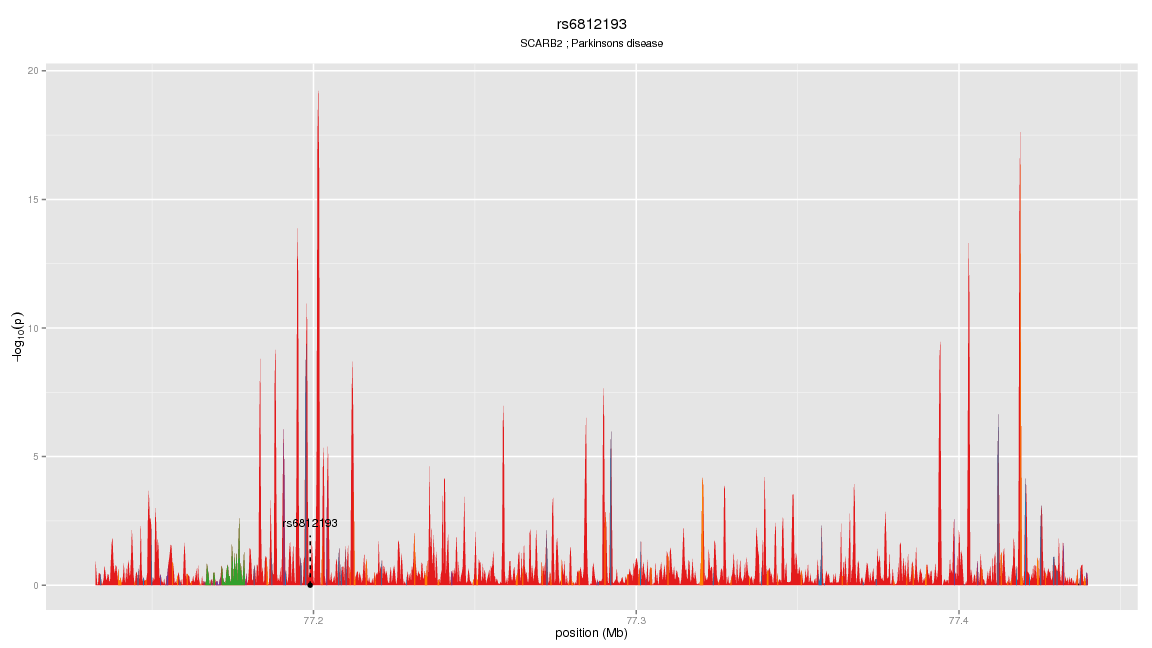 rs6812193
SCARB2 ; Parkinsons disease
20
15
10
5
0
−log10(p)
rs6812193
77.2
77.3
77.4
position (Mb)